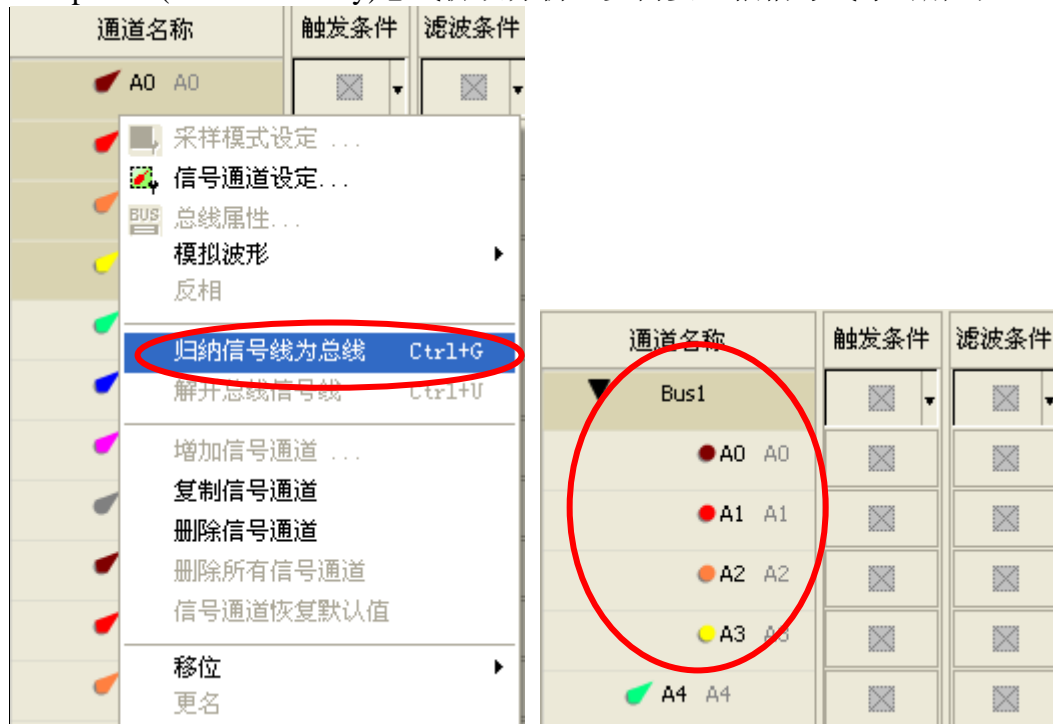 通道名称 触发条件 滤波条件
A0 A0
采样模式设定 ...
信号通道设定...
BUS 总线属性...
模拟波形
反相
归纳信号线为总线 Ctrl+G
解开总线信号线 Ctrl+U
增加信号通道 ...
复制信号通道
删除信号通道
删除所有信号通道
信号通道恢复默认值
移位
更名
通道名称 触发条件 滤波条件
Bus1
A0 A0
A1 A1
A2 A2
A3 A3
A4 A4